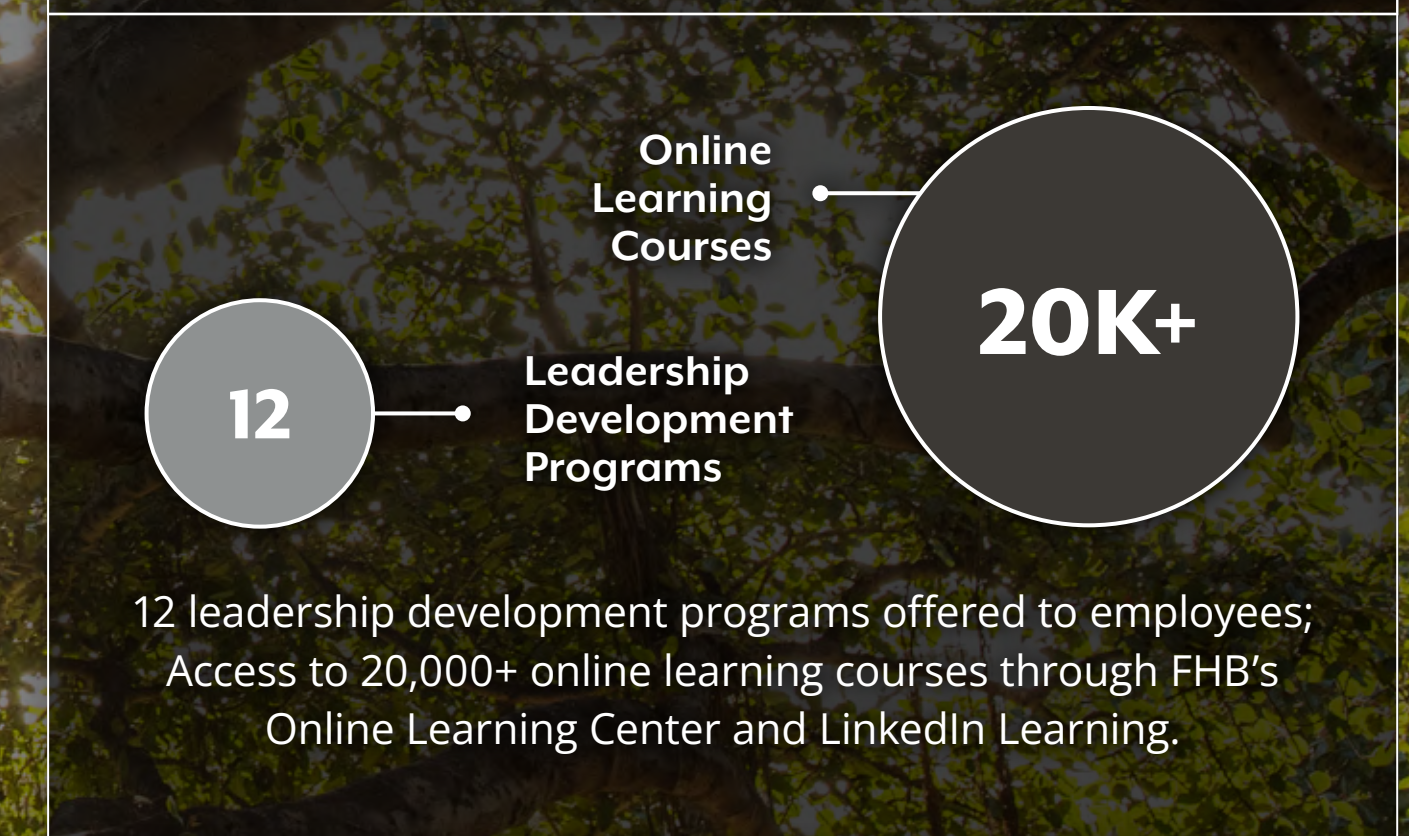 Online
Learning
Courses
20K+
12
Leadership
Development
Programs
12 leadership development programs offered to employees;
Access to 20,000+ online learning courses through FHB’s
Online Learning Center and LinkedIn Learning.